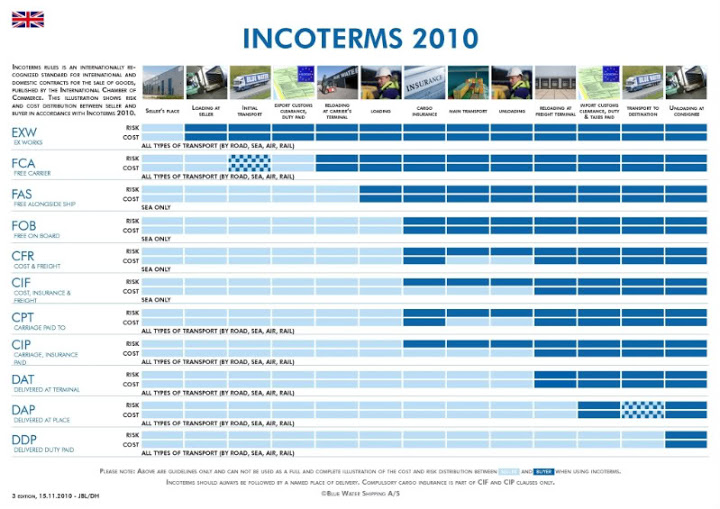 INCOTERMS 2010
INCOTERMS RULES IS AN INTERNATIONALLY RE-
COGNIZED STANDARD FOR INTERNATIONAL AND
DOMESTIC CONTRACTS FOR THE SALE OF GOODS,
PUBLISHED BY THE INTERNATIONAL CHAMBER OF
COMMERCE. THIS ILLUSTRATION SHOWS RISK
AND COST DISTRIBUTION BETWEEN SELLER AND
BUYER IN ACCORDANCE WITH INCOTERMS 2010.
BLUE WATER
BLUE WATER
INSURANCE
SELLER'S PLACE
LOADING AT
SELLER
INITIAL
TRANSPORT
EXPORT CUSTOMS
CLEARANCE,
DUTY PAID
RELOADING
AT CARRIER'S
TERMINAL
LOADING
CARGO
INSURANCE
MAIN TRANSPORT
UNLOADING
RELOADING AT
FREIGHT TERMINAL
IMPORT CUSTOMS
CLEARANCE, DUTY
& TAXES PAID
TRANSPORT TO
DESTINATION
UNLOADING AT
CONSIGNEE
EXW
EX WORKS
RISK
COST
ALL TYPES OF TRANSPORT (BY ROAD, SEA, AIR, RAIL)
FCA
FREE CARRIER
RISK
COST
ALL TYPES OF TRANSPORT (BY ROAD, SEA, AIR, RAIL)
FAS
FREE ALONGSIDE SHIP
RISK
COST
SEA ONLY
FOB
FREE ON BOARD
RISK
COST
SEA ONLY
CFR
COST & FREIGHT
RISK
COST
SEA ONLY
CIF
COST, INSURANCE &
FREIGHT
RISK
COST
SEA ONLY
CPT
CARRIAGE PAID TO
RISK
COST
ALL TYPES OF TRANSPORT (BY ROAD, SEA, AIR, RAIL)
CIP
CARRIAGE, INSURANCE
PAID
RISK
COST
ALL TYPES OF TRANSPORT (BY ROAD, SEA, AIR, RAIL)
DAT
DELIVERED AT TERMINAL
RISK
COST
ALL TYPES OF TRANSPORT (BY ROAD, SEA, AIR, RAIL)
DAP
DELIVERED AT PLACE
RISK
COST
ALL TYPES OF TRANSPORT (BY ROAD, SEA, AIR, RAIL)
DDP
DELIVERED DUTY PAID
RISK
COST
ALL TYPES OF TRANSPORT (BY ROAD, SEA, AIR, RAIL)
PLEASE NOTE! ABOVE ARE GUIDELINES ONLY AND CAN NOT BE USED AS A FULL AND COMPLETE ILLUSTRATION OF THE COST AND RISK DISTRIBUTION BETWEEN SELLER AND BUYER WHEN USING INCOTERMS.
INCOTERMS SHOULD ALWAYS BE FOLLOWED BY A NAMED PLACE OF DELIVERY. COMPULSORY CARGO INSURANCE IS PART OF CIF AND CIP CLAUSES ONLY.
3 EDITION, 15.11.2010 - JBL/DH
©BLUE WATER SHIPPING A/S